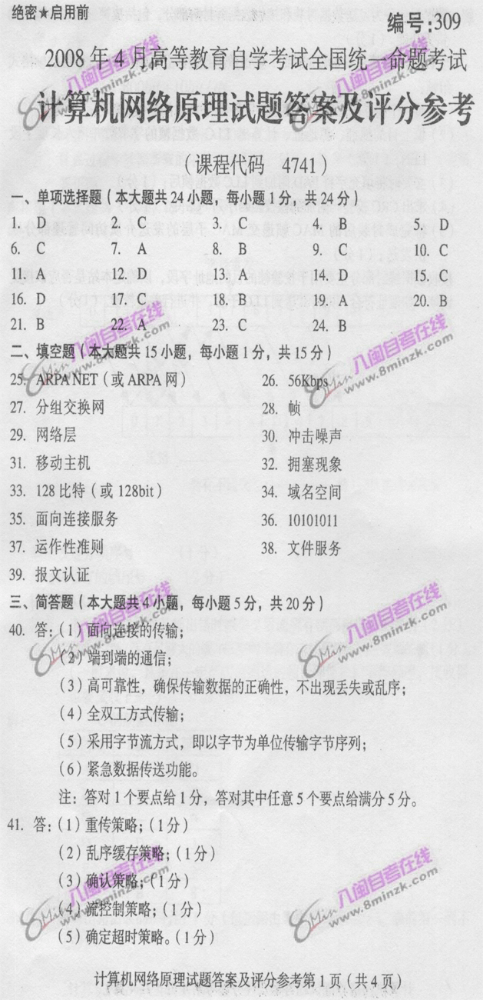 绝密★启用前
编号:309
2008年4月高等教育自学考试全国统一命题考试
计算机网络原理试题答案及评分参考
(课程代码 4741)
一、单项选择题(本大题共24小题,每小题1分,共24分)
1. D 2. C 3. C 4. B 5. D
6. C 7. A 8. B 9. C 10. C
11. A 12. D 13. A 14. D 15. C
16. D 17. C 18. B 19. A 20. B
21. B 22. A 23. C 24. B
二、填空题(本大题共15小题,每小题1分,共15分)
25. ARPA NET(或ARPA网) 26. 56Kbps
27. 分组交换网 28. 帧
29. 网络层 30. 冲击噪声
31. 移动主机 32. 拥塞现象
33. 128比特(或128bit) 34. 域名空间
35. 面向连接服务 36. 10101011
37. 运作性准则 38. 文件服务
39. 报文认证
三、简答题(本大题共4小题,每小题5分,共20分)
40. 答:(1)面向连接的传输;
(2)端到端的通信;
(3)高可靠性,确保传输数据的正确性,不出现丢失或乱序;
(4)全双工方式传输;
(5)采用字节流方式,即以字节为单位传输字节序列;
(6)紧急数据传送功能。
注:答对1个要点给1分,答对其中任意5个要点给满分5分。
41. 答:(1)重传策略;(1分)
(2)乱序缓存策略;(1分)
(3)确认策略;(1分)
(4)流控制策略;(1分)
(5)确定超时策略。(1分)
计算机网络原理试题答案及评分参考第1页(共4页)
八闽自考在线
www.8minzk.com